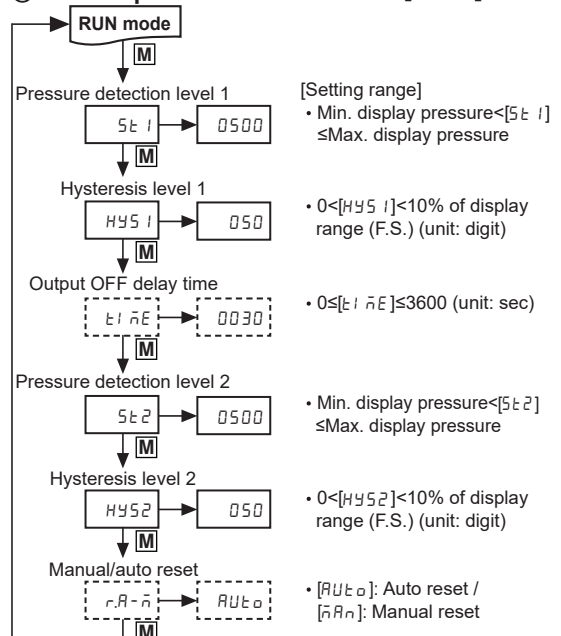 RUN mode
M
Pressure detection level 1
St 1
0500
M
Hysteresis level 1
HYS1
050
M
Output OFF delay time
tImE
0030
M
Pressure detection level 2
St2
0500
M
Hysteresis level 2
HYS2
050
M
Manual/auto reset
r.A-m
AUto
M
[Setting range]
• Min. display pressure<[St 1]
≤Max. display pressure
• 0<[HYS1]<10% of display
range (F.S.) (unit: digit)
• 0≤[tImE]≤3600 (unit: sec)
• Min. display pressure<[St2]
≤Max. display pressure
• 0<[HYS2]<10% of display
range (F.S.) (unit: digit)
• [AUto]: Auto reset /
[mAn]: Manual reset